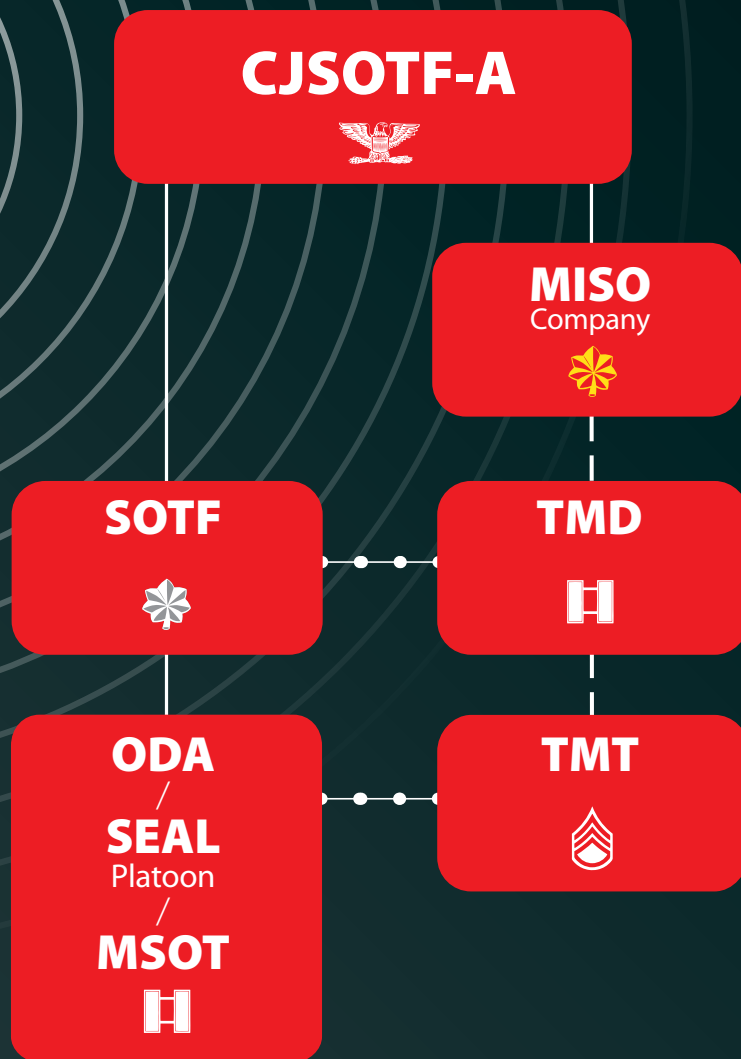 CJSOTF-A
MISO
Company
SOTF
TMD
ODA
/
SEAL
Platoon
/
MSOT
TMT